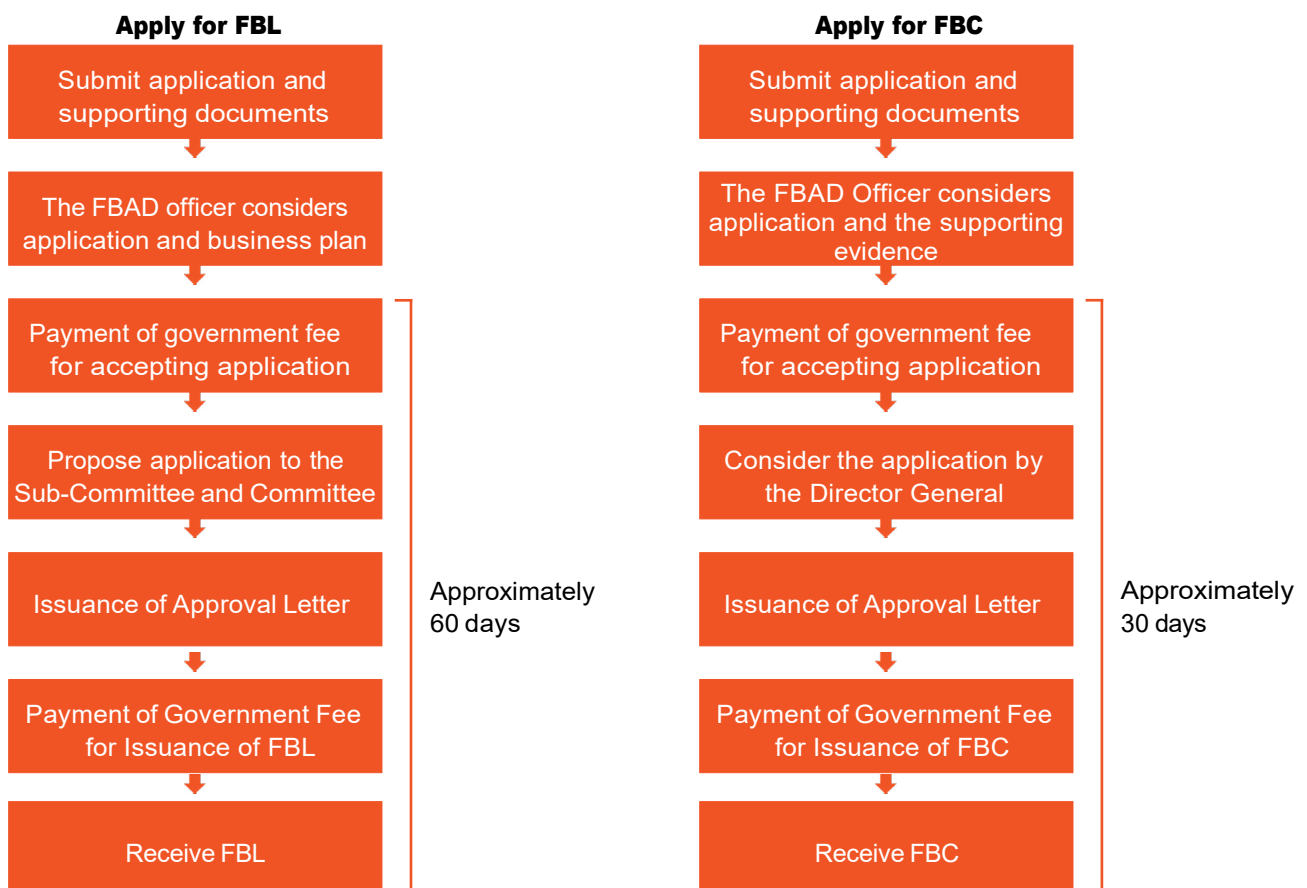 Apply for FBL
Submit application and
supporting documents
The FBAD officer considers
application and business plan
Payment of government fee
for accepting application
Propose application to the
Sub-Committee and Committee
Issuance of Approval Letter
Payment of Government Fee
for Issuance of FBL
Receive FBL
Approximately
60 days
Apply for FBC
Submit application and
supporting documents
The FBAD Officer considers
application and the supporting
evidence
Payment of government fee
for accepting application
Consider the application by
the Director General
Issuance of Approval Letter
Payment of Government Fee
for Issuance of FBC
Receive FBC
Approximately
30 days